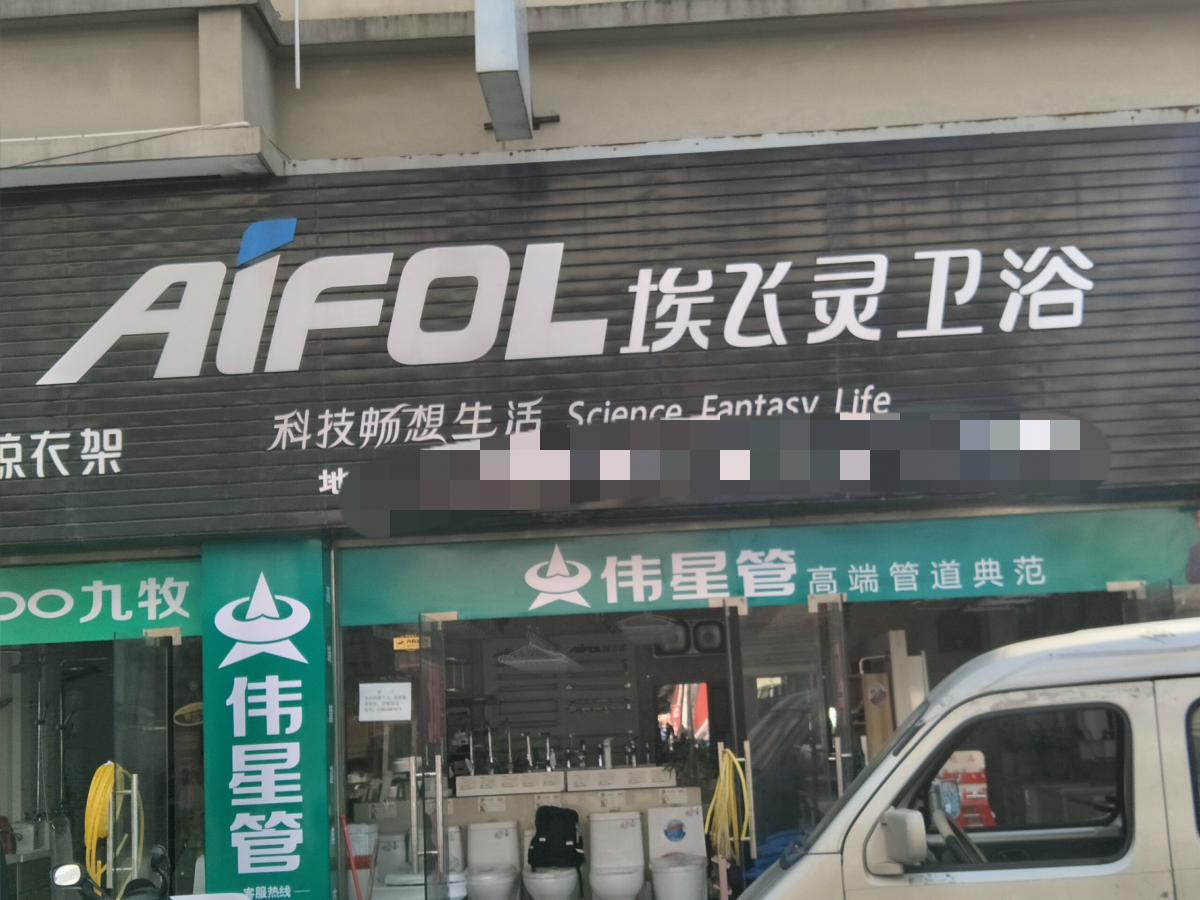 AiFOL 埃飞灵卫浴
科技畅想生活 Science Fantasy Life
晾衣架
地
九牧
伟星管 高端管道典范
伟星管
客服热线